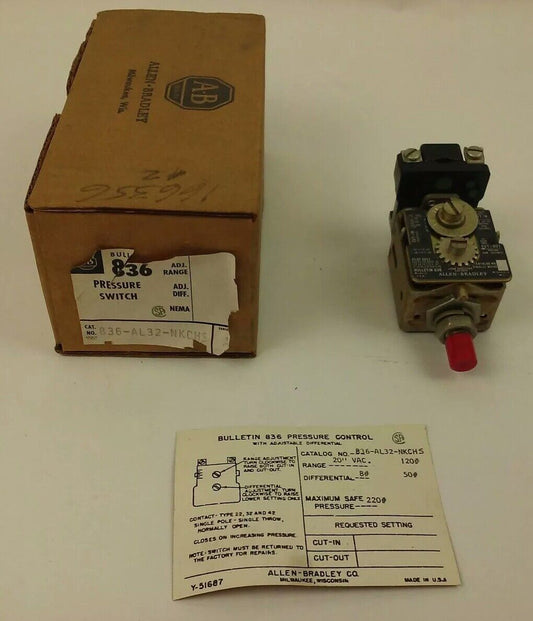 ALLEN-BRADLEY
Milwaukee, Wis.
AB
166356
#2
BULL
836
PRESSURE
SWITCH
ADJ.
RANGE
ADJ.
DIFF.
NEMA
CAT.
NO. 836-AL32-NKCHS
BULLETIN 836
ALLEN-BRADLEY
BULLETIN 836 PRESSURE CONTROL
WITH ADJUSTABLE DIFFERENTIAL
RANGE ADJUSTMENT
TURN CLOCKWISE TO
RAISE BOTH CUT-IN
AND CUT-OUT.
DIFFERENTIAL
ADJUSTMENT, TURN
CLOCKWISE TO RAISE
LOWER SETTING ONLY
CONTACT- TYPE 22, 32 AND 42
SINGLE POLE - SINGLE THROW,
NORMALLY OPEN.
CLOSES ON INCREASING PRESSURE.
NOTE: SWITCH MUST BE RETURNED TO
THE FACTORY FOR REPAIRS.
CATALOG NO. 836-AL32-NKCHS
RANGE 20" VAC. 120#
DIFFERENTIAL 8# 50#
MAXIMUM SAFE 220#
PRESSURE
REQUESTED SETTING
CUT-IN
CUT-OUT
ALLEN-BRADLEY CO.
MILWAUKEE, WISCONSIN
Y-51687
MADE IN U.S.A